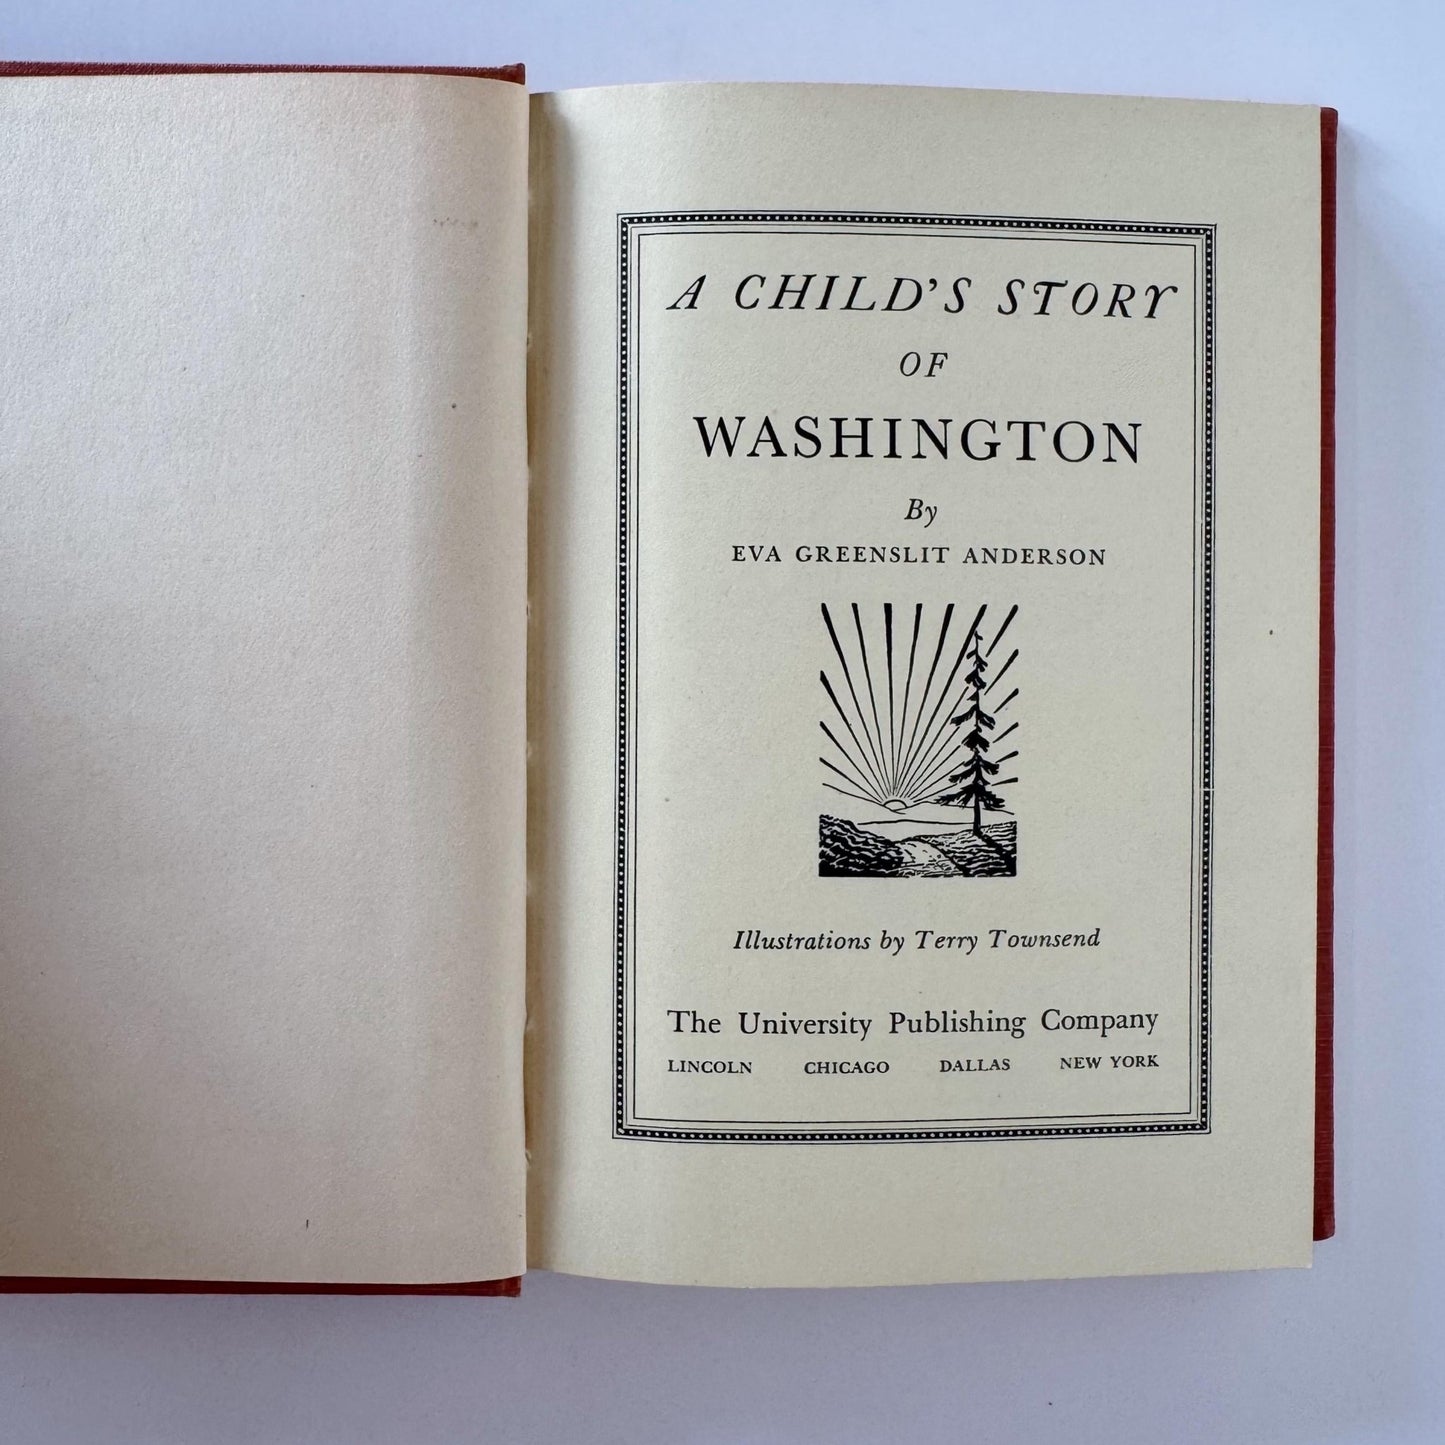 A CHILD'S STORY
OF
WASHINGTON
By
EVA GREENSLIT ANDERSON
Illustrations by Terry Townsend
The University Publishing Company
LINCOLN CHICAGO DALLAS NEW YORK